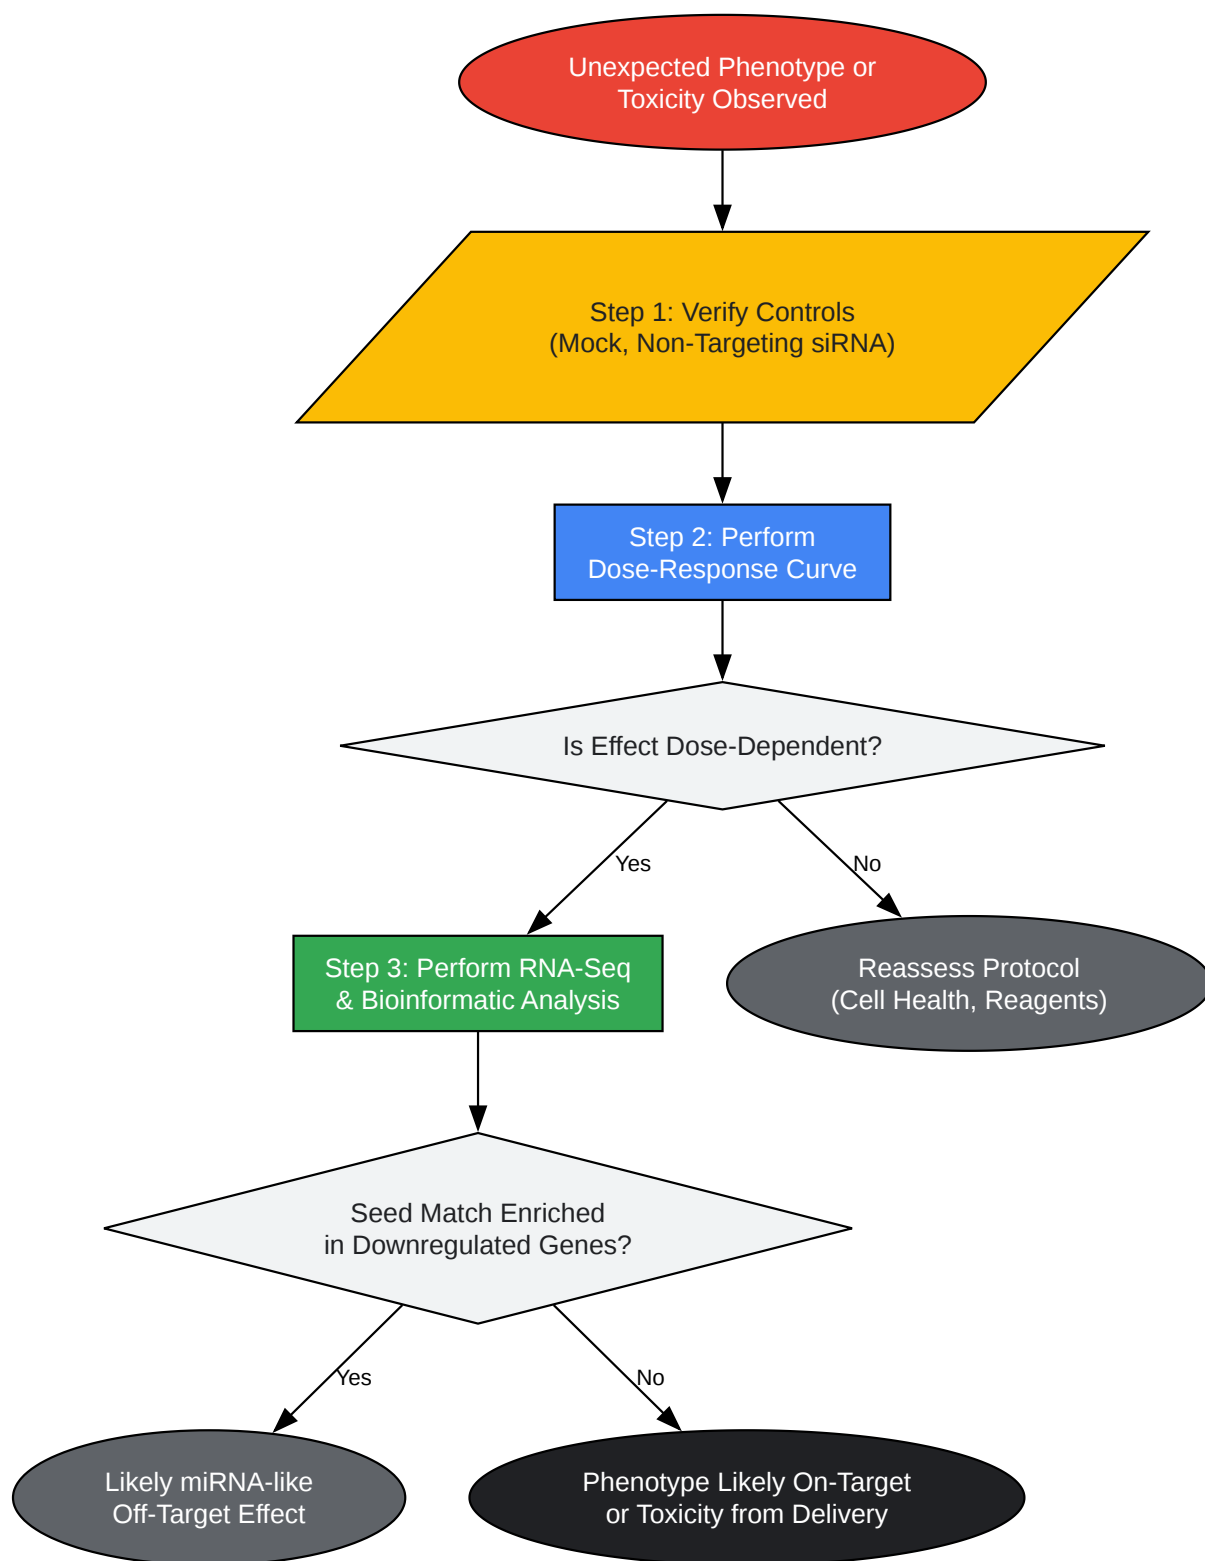 Unexpected Phenotype or
Toxicity Observed
Step 1: Verify Controls
(Mock, Non-Targeting siRNA)
Step 2: Perform
Dose-Response Curve
Is Effect Dose-Dependent?
Yes
No
Step 3: Perform RNA-Seq
& Bioinformatic Analysis
Reassess Protocol
(Cell Health, Reagents)
Seed Match Enriched
in Downregulated Genes?
Yes
No
Likely miRNA-like
Off-Target Effect
Phenotype Likely On-Target
or Toxicity from Delivery